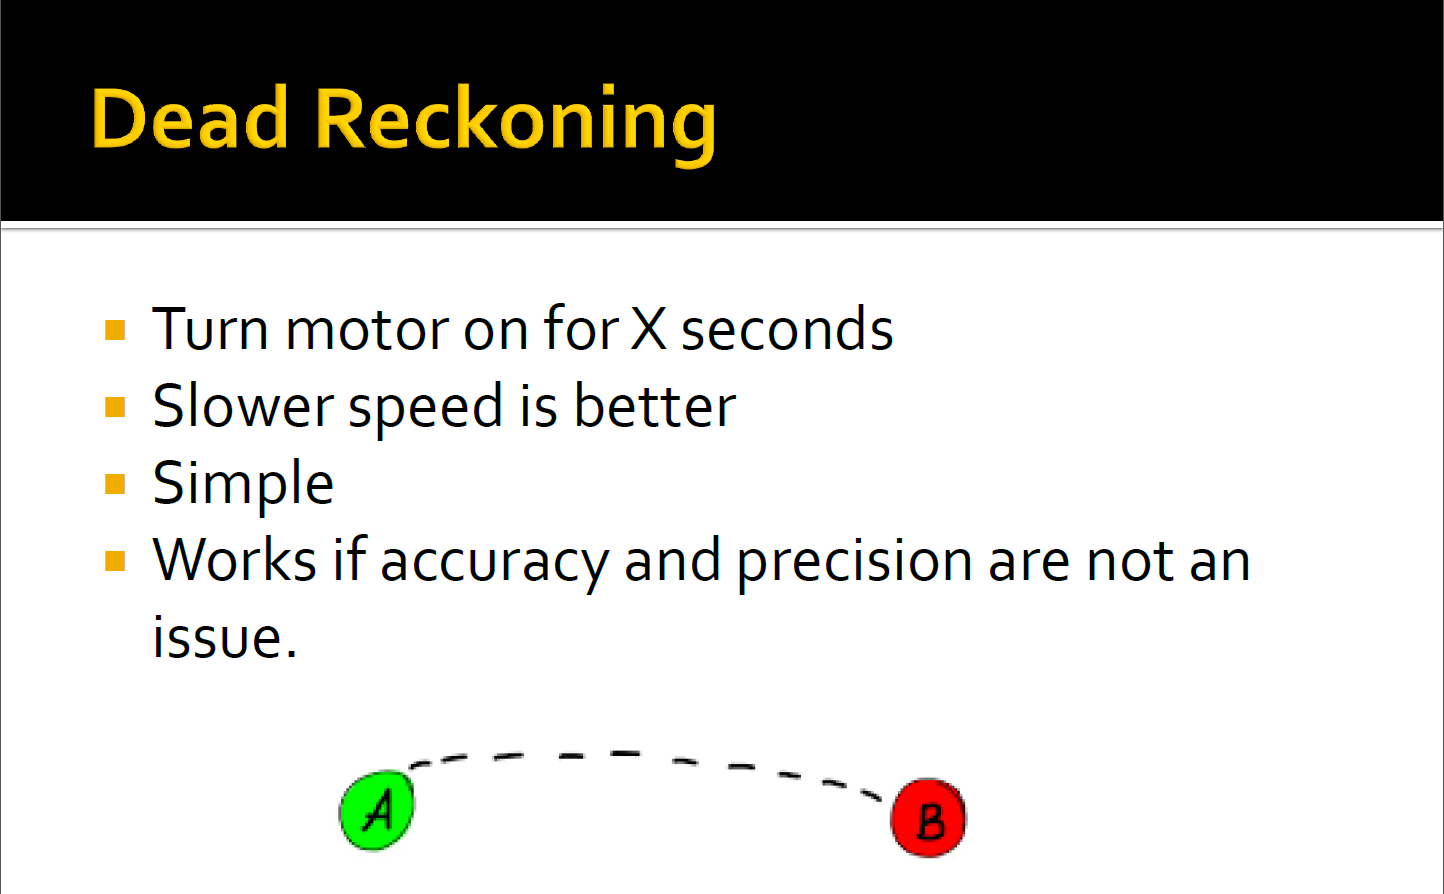 Dead Reckoning
Turn motor on for X seconds
Slower speed is better
Simple
Works if accuracy and precision are not an
issue.
A
B